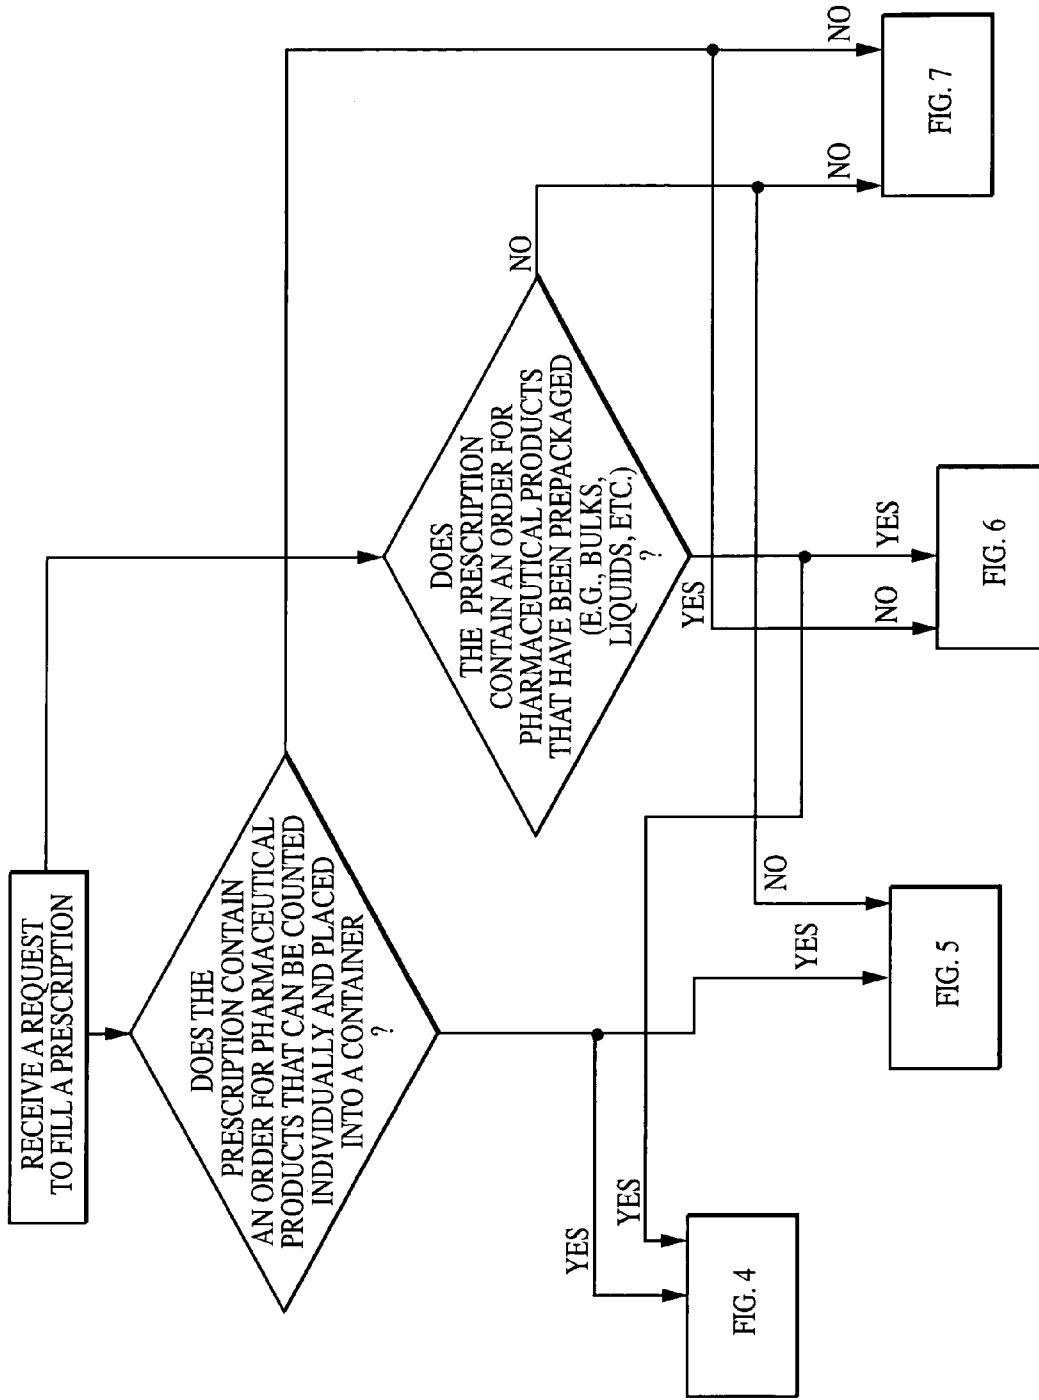 RECEIVE A REQUEST
TO FILL A PRESCRIPTION
DOES THE
PRESCRIPTION CONTAIN
AN ORDER FOR PHARMACEUTICAL
PRODUCTS THAT CAN BE COUNTED
INDIVIDUALLY AND PLACED
INTO A CONTAINER
?
DOES
THE PRESCRIPTION
CONTAIN AN ORDER FOR
PHARMACEUTICAL PRODUCTS
THAT HAVE BEEN PREPACKAGED
(E.G., BULKS,
LIQUIDS, ETC.)
?
NO
YES
YES
YES
FIG. 4
YES
NO
FIG. 5
NO
YES
FIG. 6
NO
NO
FIG. 7